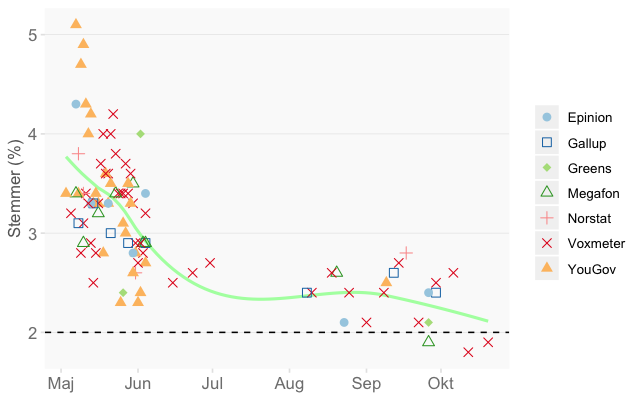 Stemmer (%)
5
4
3
2
Maj Jun Jul Aug Sep Okt
Epinion
Gallup
Greens
Megafon
Norstat
Voxmeter
YouGov